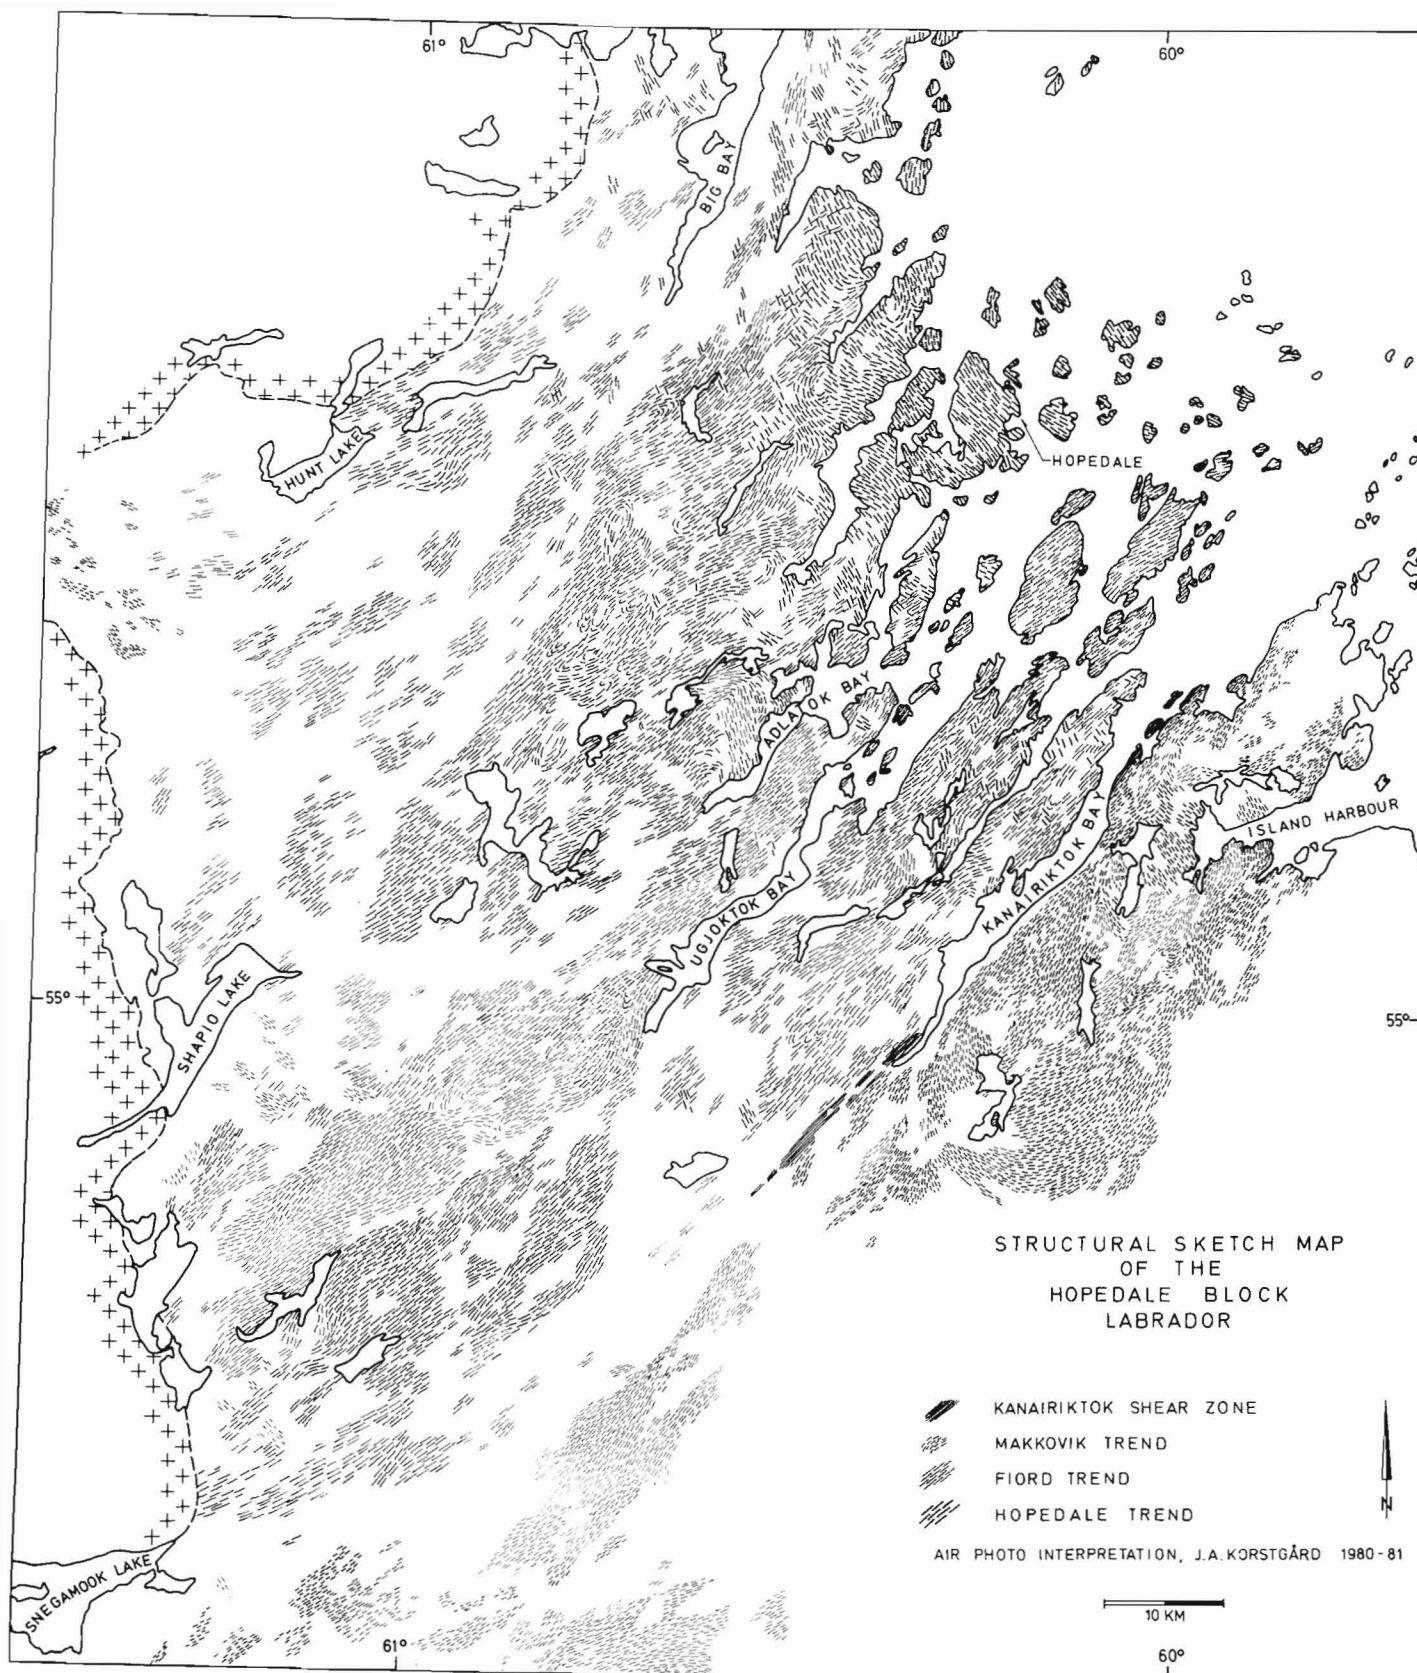 61°
60°
BIG BAY
HOPEDALE
HUNT LAKE
ADLATOK BAY
ISLAND HARBOUR
KANAIRIKTOK BAY
UGJOKTOK BAY
55°
SHAPIO LAKE
55°
STRUCTURAL SKETCH MAP
OF THE
HOPEDALE BLOCK
LABRADOR
KANAIRIKTOK SHEAR ZONE
MAKKOVIK TREND
FIORD TREND
HOPEDALE TREND
N
AIR PHOTO INTERPRETATION, J.A. KORSTGÅRD 1980-81
10 KM
SNEGAMOOK LAKE
61°
60°